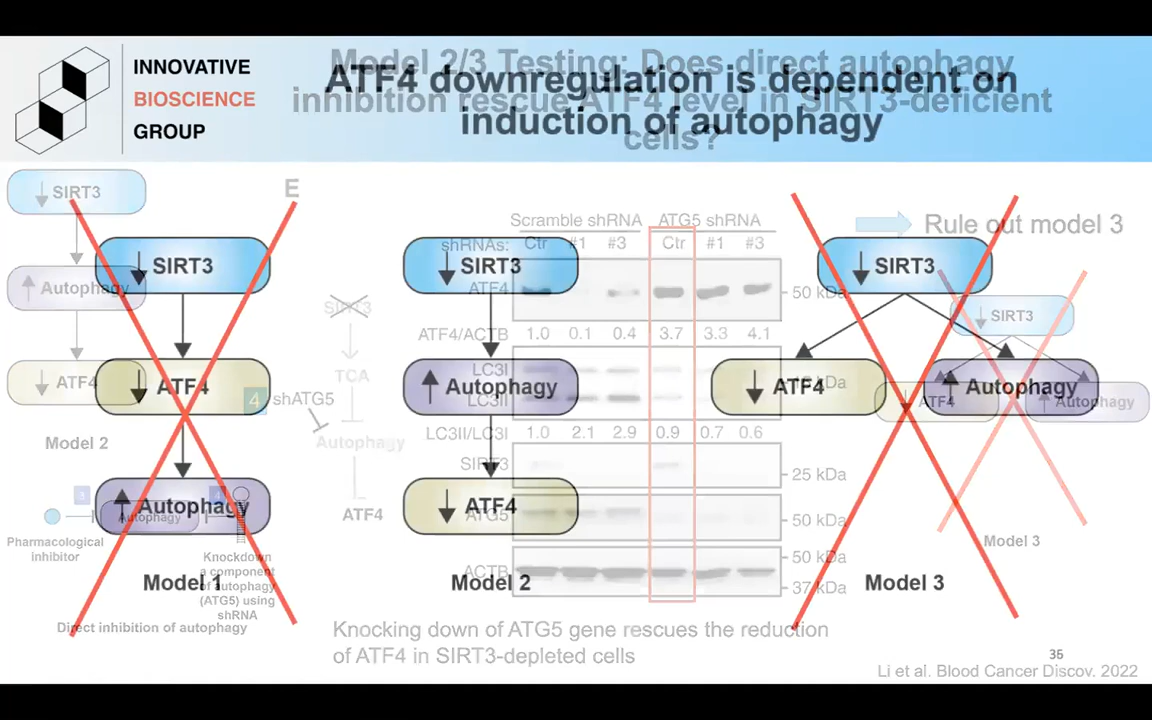 INNOVATIVE
BIOSCIENCE
GROUP
Model 2/3 Testing: Does direct autophagy
inhibition rescue ATF4 level in SIRT3-deficient
cells?
ATF4 downregulation is dependent on
induction of autophagy
SIRT3
Autophagy
ATF4
Model 2
SIRT3
ATF4
Autophagy
Model 1
3
4
Autophagy
Pharmacological
inhibitor
Knockdown
a component
of autophagy
(ATG5) using
shRNA
Direct inhibition of autophagy
E
SIRT3
TCA
4
shATG5
Autophagy
ATF4
Scramble shRNA ATG5 shRNA
shRNAs: Ctr #1 #3 Ctr #1 #3
ATF4 50 kDa
ATF4/ACTB 1.0 0.1 0.4 3.7 3.3 4.1
LC3I
LC3II
LC3II/LC3I 1.0 2.1 2.9 0.9 0.7 0.6
SIRT3 25 kDa
ATG5 50 kDa
ACTB 50 kDa
37 kDa
SIRT3
Autophagy
ATF4
Model 2
Rule out model 3
SIRT3
ATF4 Autophagy
Model 3
SIRT3
ATF4 Autophagy
Model 3
Knocking down of ATG5 gene rescues the reduction
of ATF4 in SIRT3-depleted cells
Li et al. Blood Cancer Discov. 2022